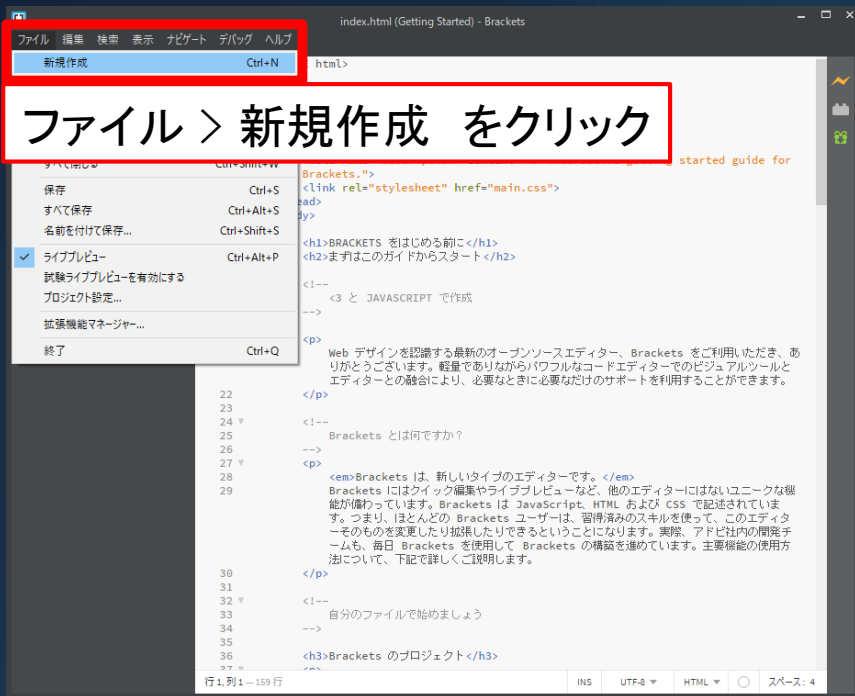 index.html (Getting Started) - Brackets
ファイル 編集 検索 表示 ナビゲート デバッグ ヘルプ
新規作成 Ctrl+N
html>
ファイル > 新規作成 をクリック
すべて閉じる Ctrl+Shift+W
started guide for
Brackets.">
保存 Ctrl+S
<link rel="stylesheet" href="main.css">
ead>
すべて保存 Ctrl+Alt+S
dy>
名前を付けて保存... Ctrl+Shift+S
<h1>BRACKETS をはじめる前に</h1>
ライブプレビュー Ctrl+Alt+P
<h2>まずはこのガイドからスタート</h2>
試験ライブプレビューを有効にする
<!--
プロジェクト設定...
<3 と JAVASCRIPT で作成
-->
拡張機能マネージャー...
<p>
終了 Ctrl+Q
Web デザインを認識する最新のオープンソースエディター、Brackets をご利用いただき、あ
りがとうございます。軽量でありながらパワフルなコードエディターでのビジュアルツールと
エディターとの融合により、必要なときに必要なだけのサポートを利用することができます。
22 </p>
23
24 <!--
25 Brackets とは何ですか?
26 -->
27 <p>
28 <em>Brackets は、新しいタイプのエディターです。</em>
29 Brackets にはクイック編集やライブプレビューなど、他のエディターにはないユニークな機
能が備わっています。Brackets は JavaScript、HTML および CSS で記述されていま
す。つまり、ほとんどの Brackets ユーザーは、習得済みのスキルを使って、このエディタ
ーそのものを変更したり拡張したりできるということになります。実際、アドビ社内の開発チ
ームも、毎日 Brackets を使用して Brackets の構築を進めています。主要機能の使用方
法について、下記で詳しくご説明します。
30 </p>
31
32 <!--
33 自分のファイルで始めましょう
34 -->
35
36 <h3>Brackets のプロジェクト</h3>
37 <p>
行 1, 列 1 — 159 行 INS UTF-8 HTML スペース: 4